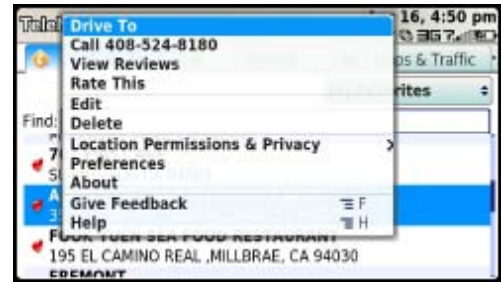 16, 4:50 pm
Drive To
Call 408-524-8180
View Reviews
Rate This
Edit
Delete
Location Permissions & Privacy
Preferences
About
Give Feedback F
Help H
& Traffic
Find:
FOOK YUEN SEA FOOD RESTAURANT
195 EL CAMINO REAL ,MILLBRAE, CA 94030
FREMONT